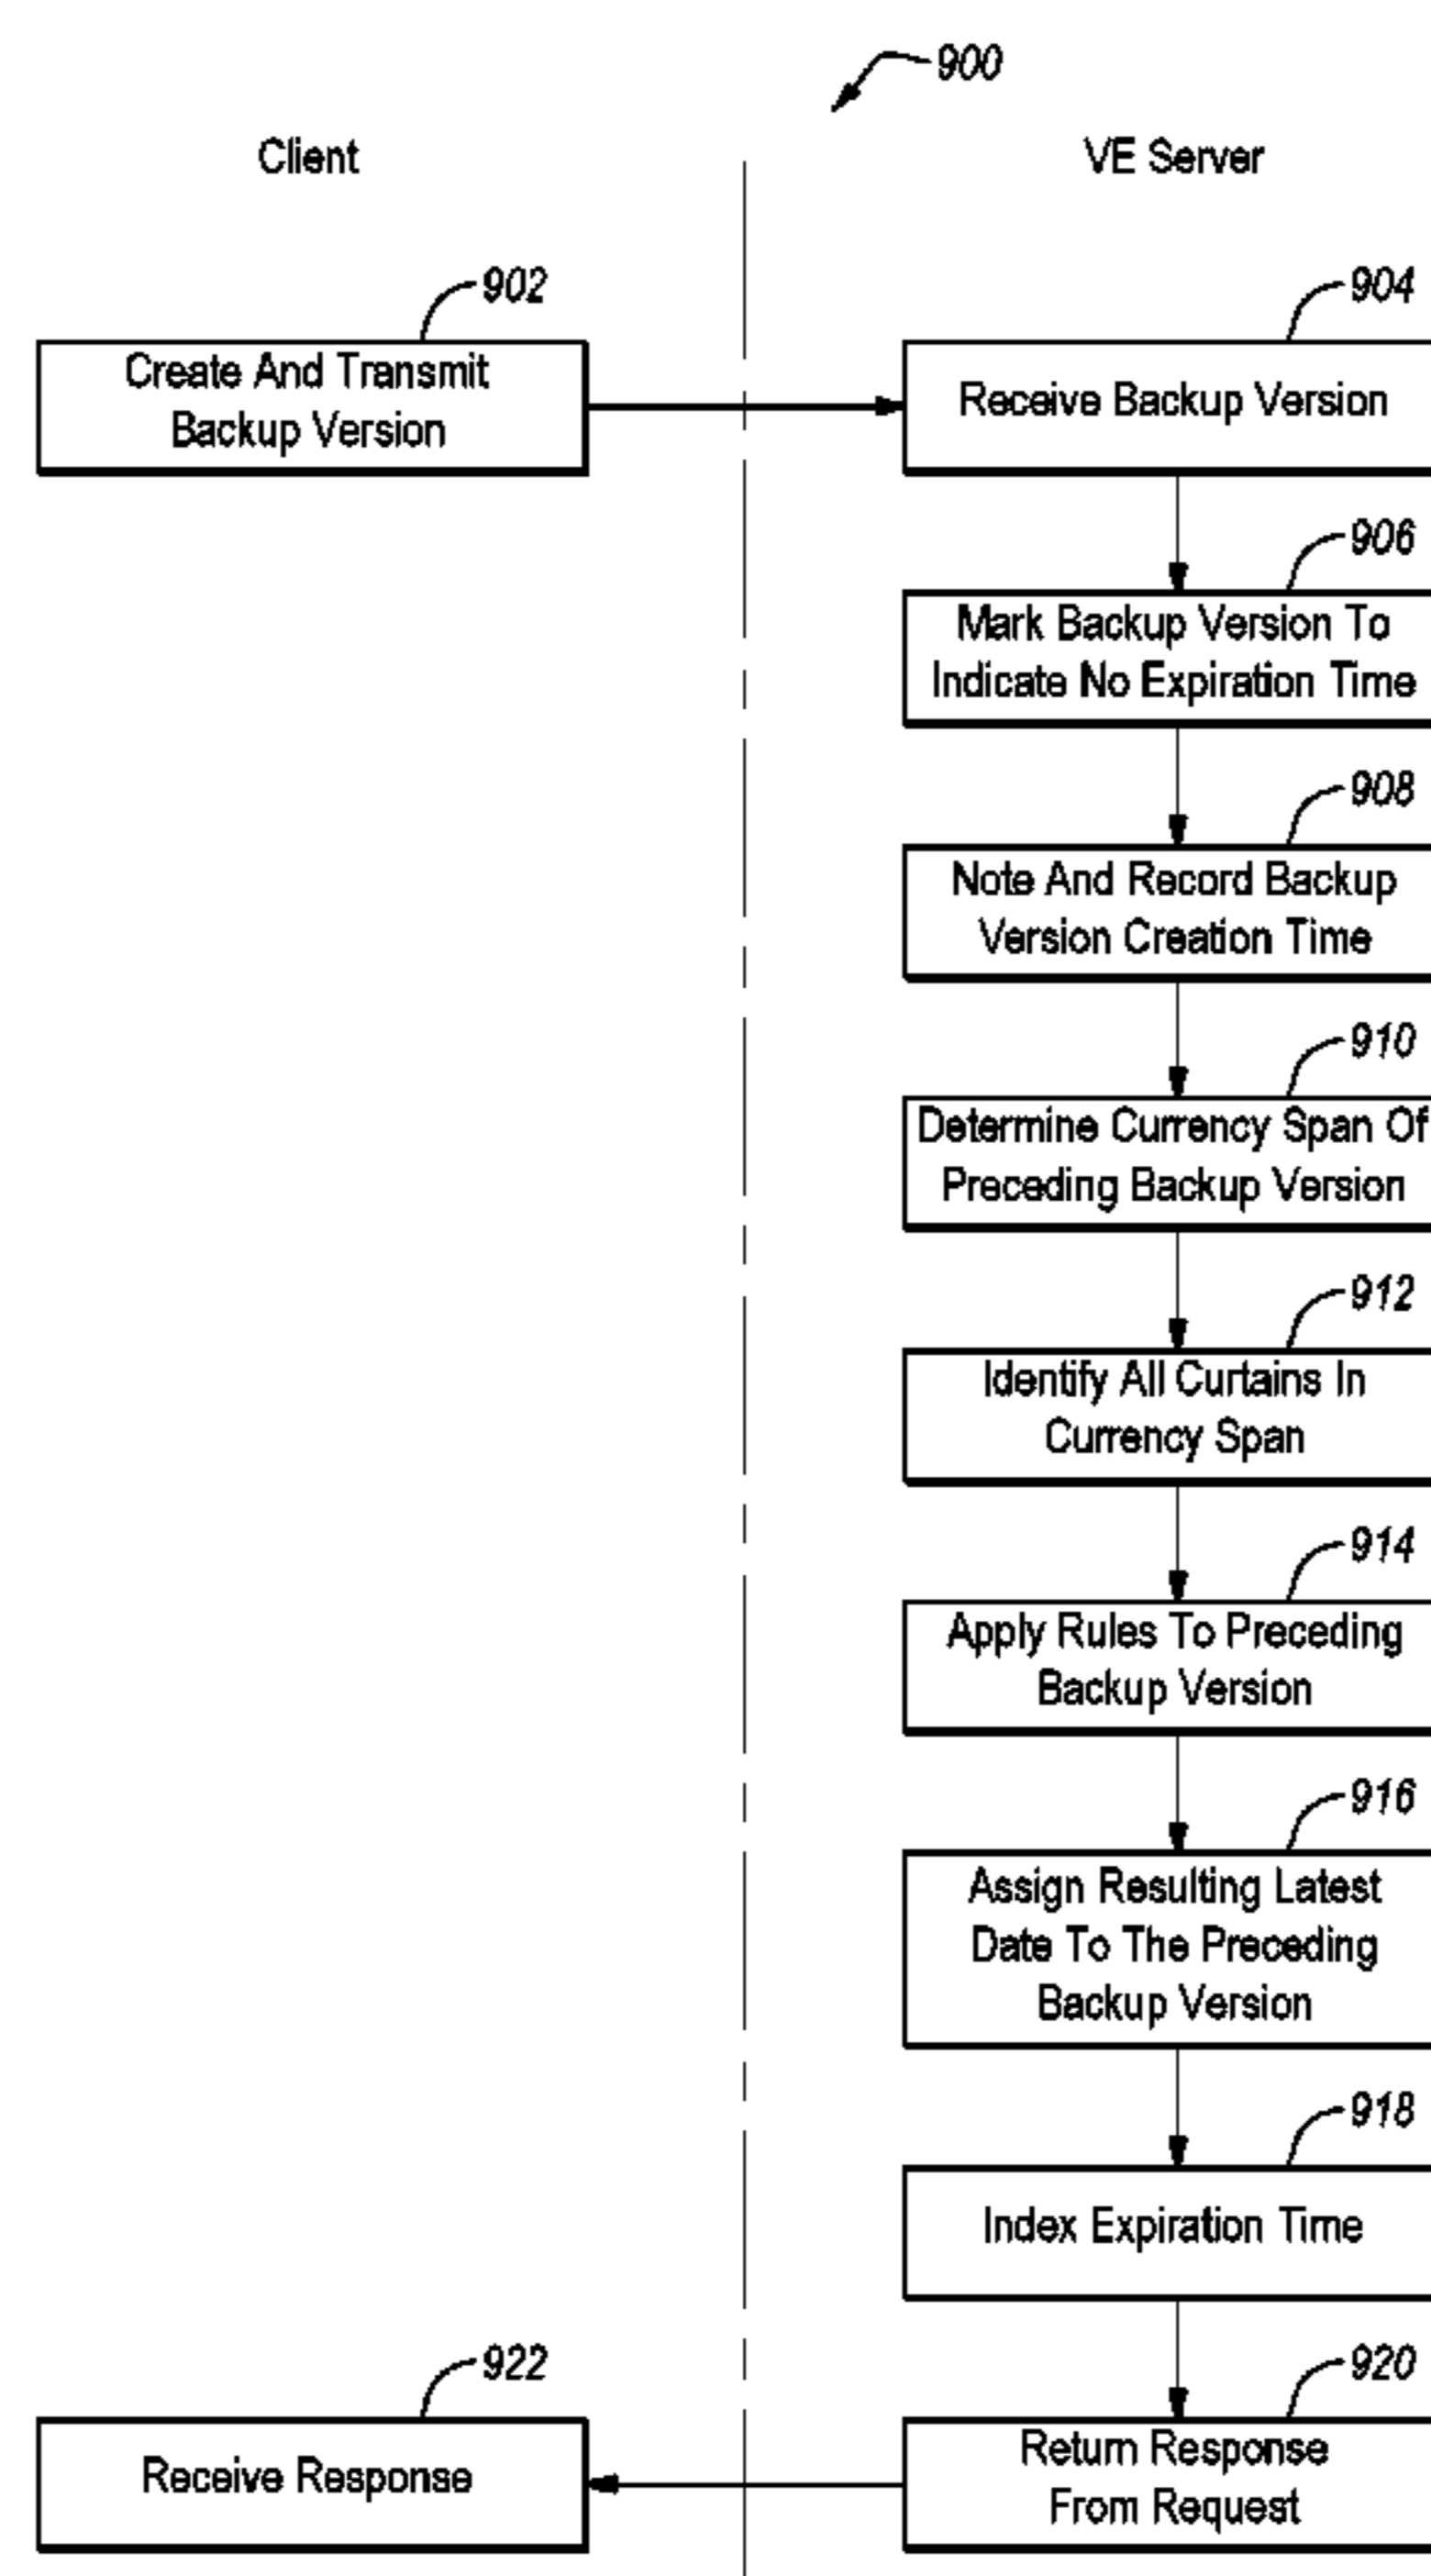 900
Client
VE Server
902
904
Create And Transmit
Backup Version
Receive Backup Version
906
Mark Backup Version To
Indicate No Expiration Time
908
Note And Record Backup
Version Creation Time
910
Determine Currency Span Of
Preceding Backup Version
912
Identify All Curtains In
Currency Span
914
Apply Rules To Preceding
Backup Version
916
Assign Resulting Latest
Date To The Preceding
Backup Version
918
Index Expiration Time
922
920
Receive Response
Return Response
From Request